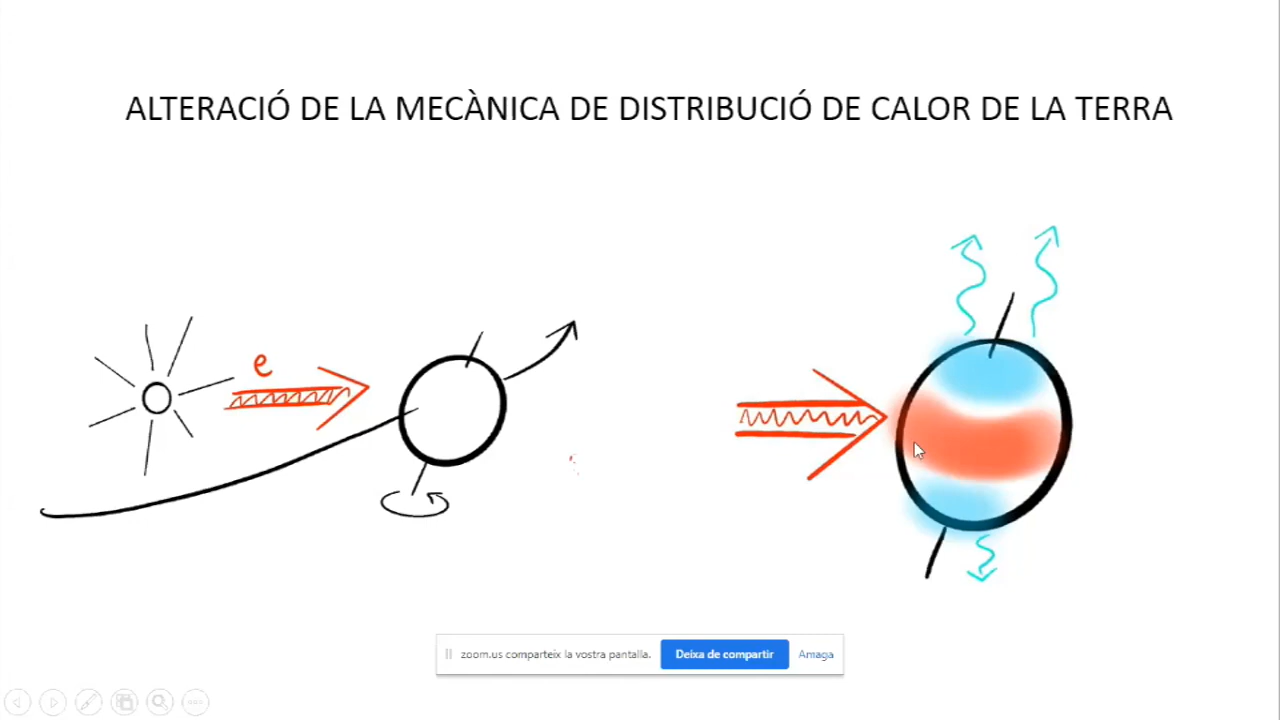 ALTERACIÓ DE LA MECÀNICA DE DISTRIBUCIÓ DE CALOR DE LA TERRA
e
zoom.us comparteix la vostra pantalla. Deixa de compartir Amaga